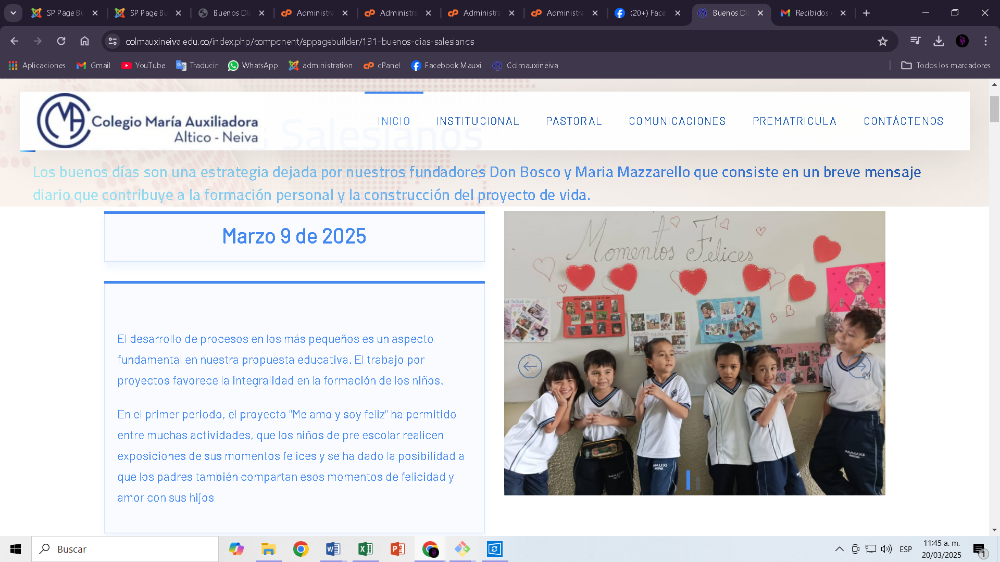 SP Page Bu
SP Page Bu
Buenos Día
Administra
Administra
Administra
Administra
(20+) Face
Buenos Di
Recibidos
colmauxineiva.edu.co/index.php/component/sppagebuilder/131-buenos-dias-salesianos
Aplicaciones
Gmail
YouTube
Traducir
WhatsApp
administration
cPanel
Facebook Mauxi
Colmauxineiva
Todos los marcadores
Colegio María Auxiliadora
Altico - Neiva
INICIO
INSTITUCIONAL
PASTORAL
COMUNICACIONES
PREMATRICULA
CONTÁCTENOS
s Salesianos
Los buenos días son una estrategia dejada por nuestros fundadores Don Bosco y Maria Mazzarello que consiste en un breve mensaje
diario que contribuye a la formación personal y la construcción del proyecto de vida.
Marzo 9 de 2025
El desarrollo de procesos en los más pequeños es un aspecto
fundamental en nuestra propuesta educativa. El trabajo por
proyectos favorece la integralidad en la formación de los niños.
En el primer periodo, el proyecto "Me amo y soy feliz" ha permitido
entre muchas actividades, que los niños de pre escolar realicen
exposiciones de sus momentos felices y se ha dado la posibilidad a
que los padres también compartan esos momentos de felicidad y
amor con sus hijos
Momentos Felices
MAUXI
NEIVA
MAUXI
NEIVA
MAUXI
NEIVA
Buscar
ESP
11:45 a. m.
20/03/2025
1